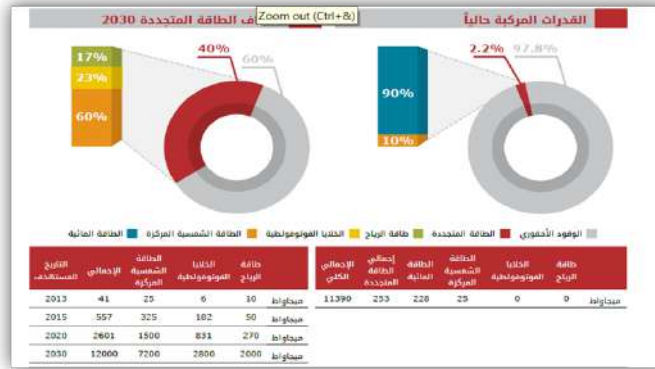 القدرات المركبة حالياً
Zoom out (Ctrl+&)
ف الطاقة المتجددة 2030
2.2% 97.8%
90%
10%
40% 60%
17%
23%
60%
الوقود الأحفوري الطاقة المتجددة طاقة الرياح الخلايا الفوتوفولطية الطاقة الشمسية المركزة الطاقة المائية
طاقة الرياح الخلايا الفوتوفولطية الطاقة الشمسية المركزة الطاقة المائية إجمالي الطاقة المتجددة الإجمالي الكلي
ميجاواط 0 0 25 228 253 11390
طاقة الرياح الخلايا الفوتوفولطية الطاقة الشمسية المركزة الإجمالي التاريخ المستهدف
ميجاواط 10 6 25 41 2013
ميجاواط 50 182 325 557 2015
ميجاواط 270 831 1500 2601 2020
ميجاواط 2000 2800 7200 12000 2030